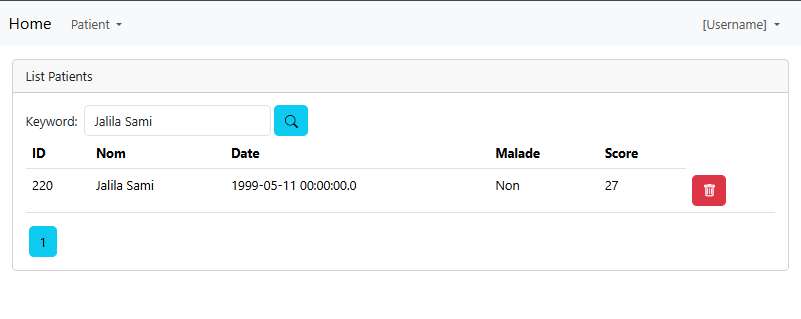 Home Patient [Username]
List Patients
Keyword: Jalila Sami
ID Nom Date Malade Score
220 Jalila Sami 1999-05-11 00:00:00.0 Non 27
1